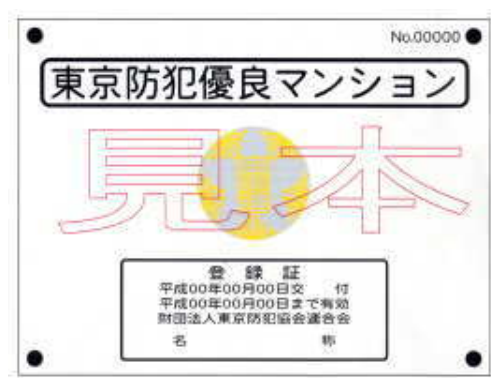 No.00000
東京防犯優良マンション
見本
登録証
平成00年00月00日交　付
平成00年00月00日まで有効
財団法人東京防犯協会連合会
名　称